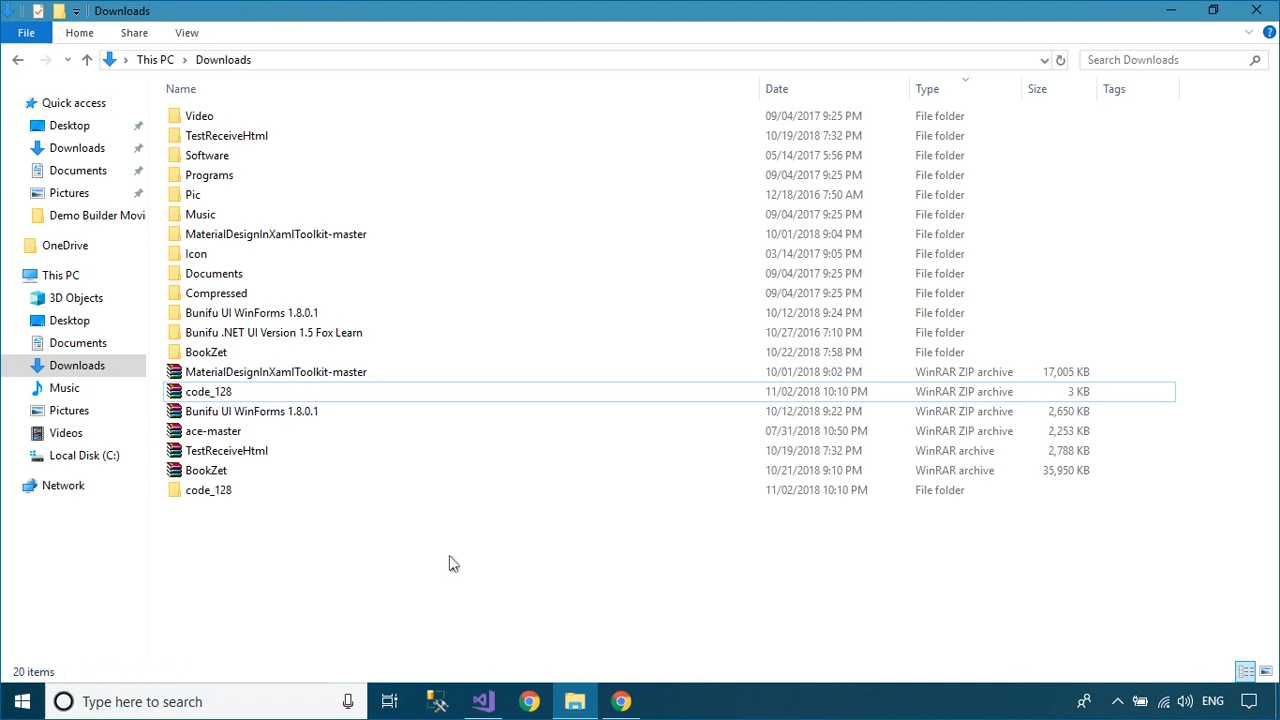 Downloads
File Home Share View
This PC Downloads Search Downloads
Name Date Type Size Tags
Quick access
Desktop
Downloads
Documents
Pictures
Demo Builder Movi
OneDrive
This PC
3D Objects
Desktop
Documents
Downloads
Music
Pictures
Videos
Local Disk (C:)
Network
Video 09/04/2017 9:25 PM File folder
TestReceiveHtml 10/19/2018 7:32 PM File folder
Software 05/14/2017 5:56 PM File folder
Programs 09/04/2017 9:25 PM File folder
Pic 12/18/2016 7:50 AM File folder
Music 09/04/2017 9:25 PM File folder
MaterialDesignInXamlToolkit-master 10/01/2018 9:04 PM File folder
Icon 03/14/2017 9:05 PM File folder
Documents 09/04/2017 9:25 PM File folder
Compressed 09/04/2017 9:25 PM File folder
Bunifu UI WinForms 1.8.0.1 10/12/2018 9:24 PM File folder
Bunifu .NET UI Version 1.5 Fox Learn 10/27/2016 7:10 PM File folder
BookZet 10/22/2018 7:58 PM File folder
MaterialDesignInXamlToolkit-master 10/01/2018 9:02 PM WinRAR ZIP archive 17,005 KB
code_128 11/02/2018 10:10 PM WinRAR ZIP archive 3 KB
Bunifu UI WinForms 1.8.0.1 10/12/2018 9:22 PM WinRAR ZIP archive 2,650 KB
ace-master 07/31/2018 10:50 PM WinRAR ZIP archive 2,253 KB
TestReceiveHtml 10/19/2018 7:32 PM WinRAR archive 2,788 KB
BookZet 10/21/2018 9:10 PM WinRAR archive 35,950 KB
code_128 11/02/2018 10:10 PM File folder
20 items
Type here to search ENG